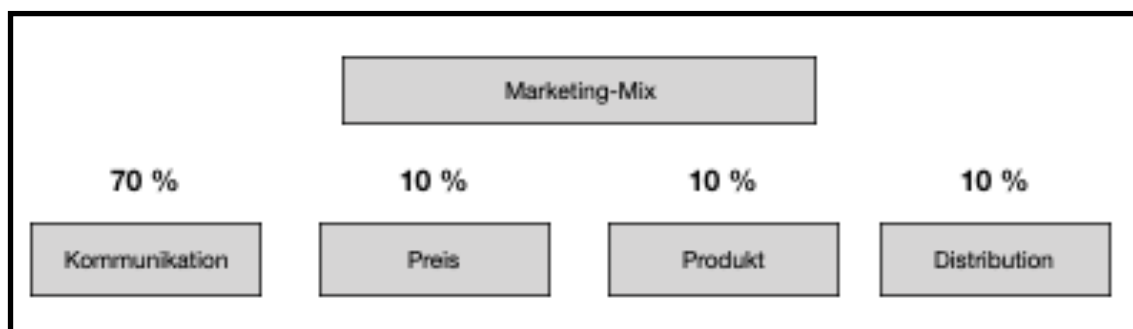 Marketing-Mix
70 % 10 % 10 % 10 %
Kommunikation Preis Produkt Distribution